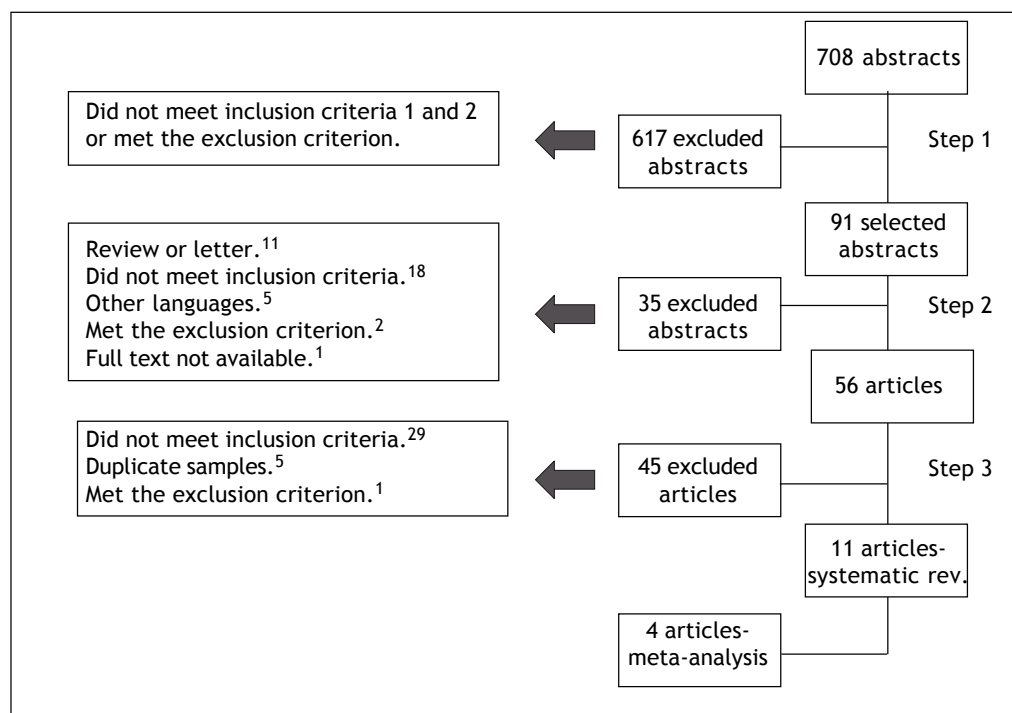 708 abstracts
Did not meet inclusion criteria 1 and 2
or met the exclusion criterion.
617 excluded
abstracts
Step 1
91 selected
abstracts
Review or letter.11
Did not meet inclusion criteria.18
Other languages.5
Met the exclusion criterion.2
Full text not available.1
35 excluded
abstracts
Step 2
56 articles
Did not meet inclusion criteria.29
Duplicate samples.5
Met the exclusion criterion.1
45 excluded
articles
Step 3
11 articles-
systematic rev.
4 articles-
meta-analysis